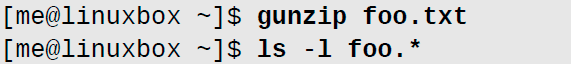 [me@linuxbox ~]$ gunzip foo.txt
[me@linuxbox ~]$ ls -l foo.*